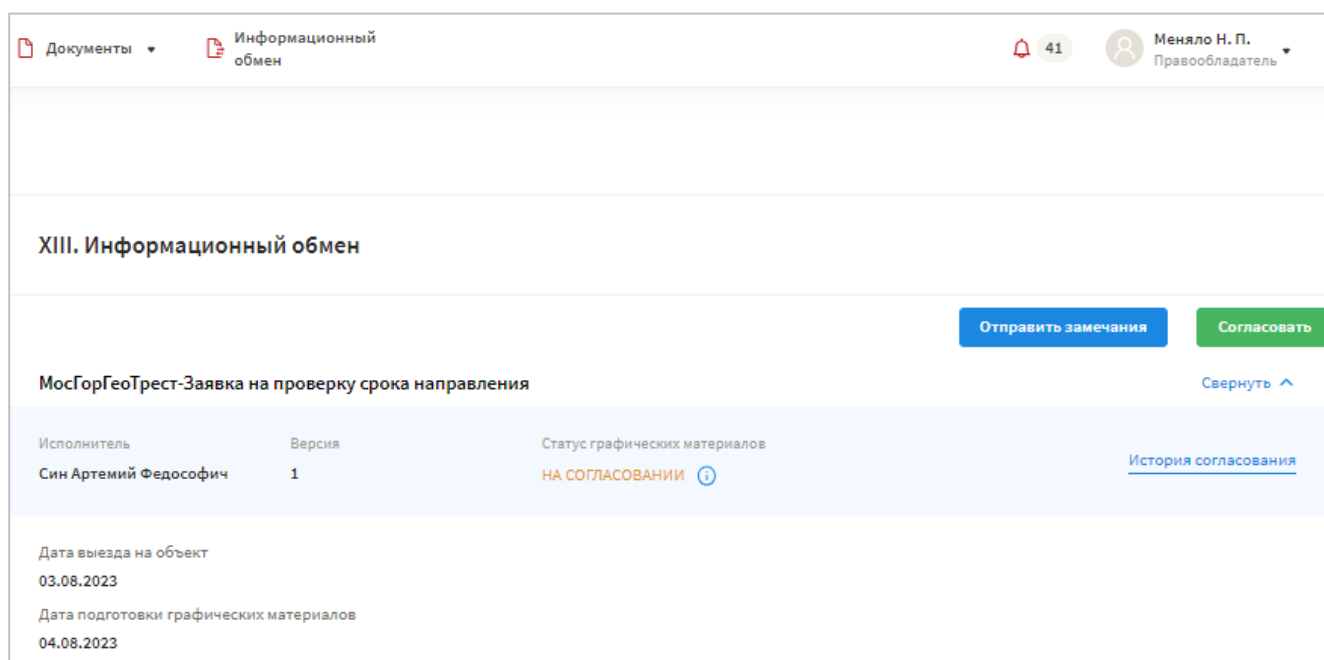 Документы
Информационный
обмен
41
Меняло Н. П.
Правообладатель
XIII. Информационный обмен
Отправить замечания
Согласовать
МосГорГеоТрест-Заявка на проверку срока направления
Свернуть
Исполнитель
Версия
Статус графических материалов
Син Артемий Федософич
1
НА СОГЛАСОВАНИИ
История согласования
Дата выезда на объект
03.08.2023
Дата подготовки графических материалов
04.08.2023